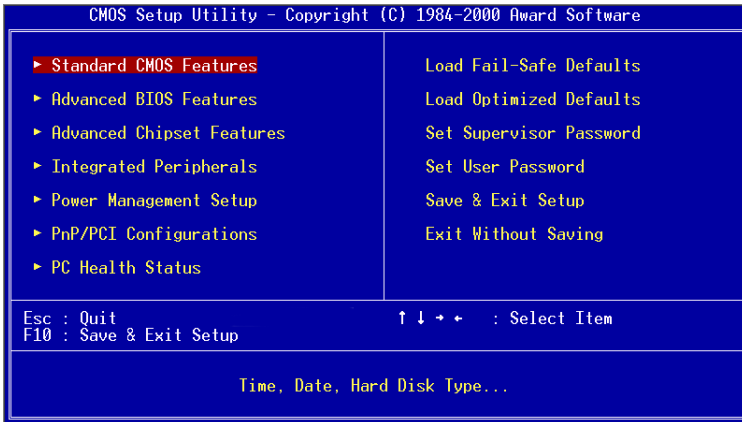 CMOS Setup Utility - Copyright (C) 1984-2000 Award Software
► Standard CMOS Features
► Advanced BIOS Features
► Advanced Chipset Features
► Integrated Peripherals
► Power Management Setup
► PnP/PCI Configurations
► PC Health Status
Load Fail-Safe Defaults
Load Optimized Defaults
Set Supervisor Password
Set User Password
Save & Exit Setup
Exit Without Saving
Esc : Quit
F10 : Save & Exit Setup
↑ ↓ → ← : Select Item
Time, Date, Hard Disk Type...